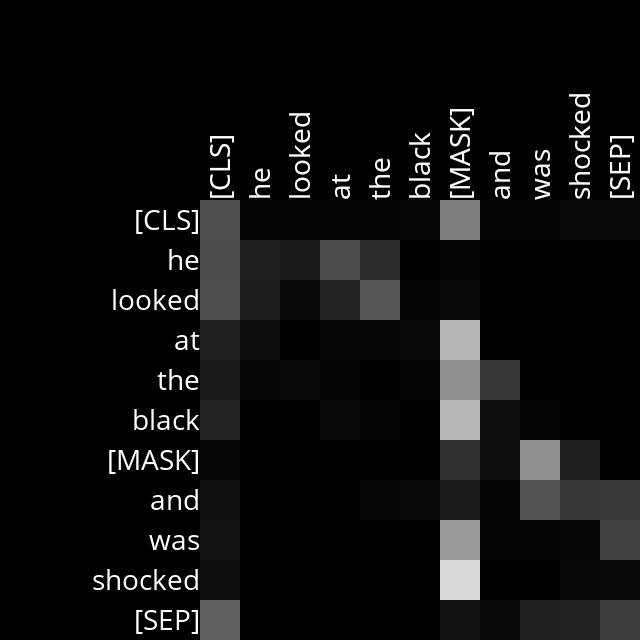 [CLS] he looked at the black [MASK] and was shocked [SEP]
[CLS]
he
looked
at
the
black
[MASK]
and
was
shocked
[SEP]